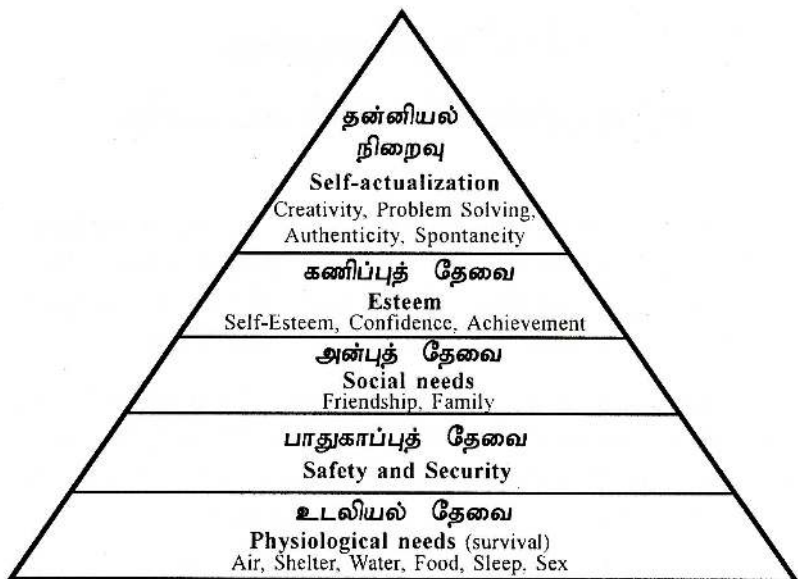 தன்னியல்
நிறைவு
Self-actualization
Creativity, Problem Solving,
Authenticity, Spontaneity
கணிப்புத் தேவை
Esteem
Self-Esteem, Confidence, Achievement
அன்புத் தேவை
Social needs
Friendship, Family
பாதுகாப்புத் தேவை
Safety and Security
உடலியல் தேவை
Physiological needs (survival)
Air, Shelter, Water, Food, Sleep, Sex